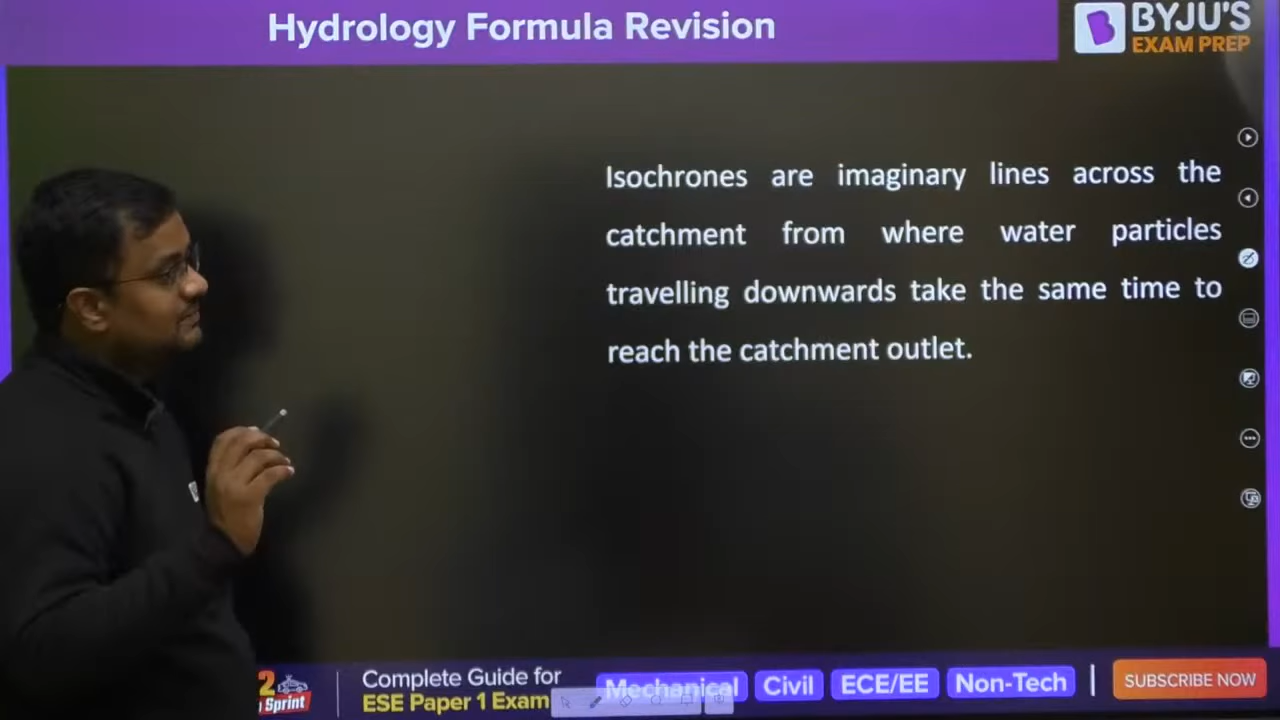 Hydrology Formula Revision
BYJU'S
EXAM PREP
Isochrones are imaginary lines across the
catchment from where water particles
travelling downwards take the same time to
reach the catchment outlet.
2
Sprint
Complete Guide for
ESE Paper 1 Exam
Mechanical
Civil
ECE/EE
Non-Tech
SUBSCRIBE NOW